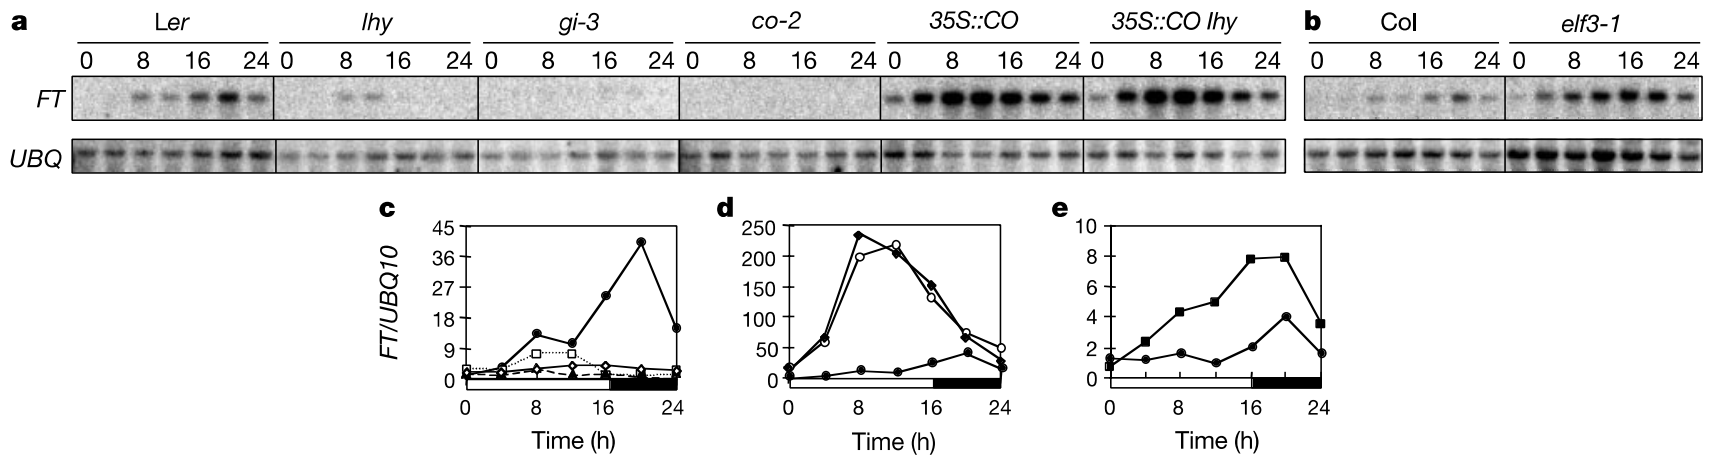 a Ler lhy gi-3 co-2 35S::CO 35S::CO lhy b Col elf3-1
0 8 16 24 0 8 16 24 0 8 16 24 0 8 16 24 0 8 16 24 0 8 16 24 0 8 16 24 0 8 16 24
FT
UBQ
c d e
FT/UBQ10
45
36
27
18
9
0
0 8 16 24
Time (h)
250
200
150
100
50
0
0 8 16 24
Time (h)
10
8
6
4
2
0
0 8 16 24
Time (h)